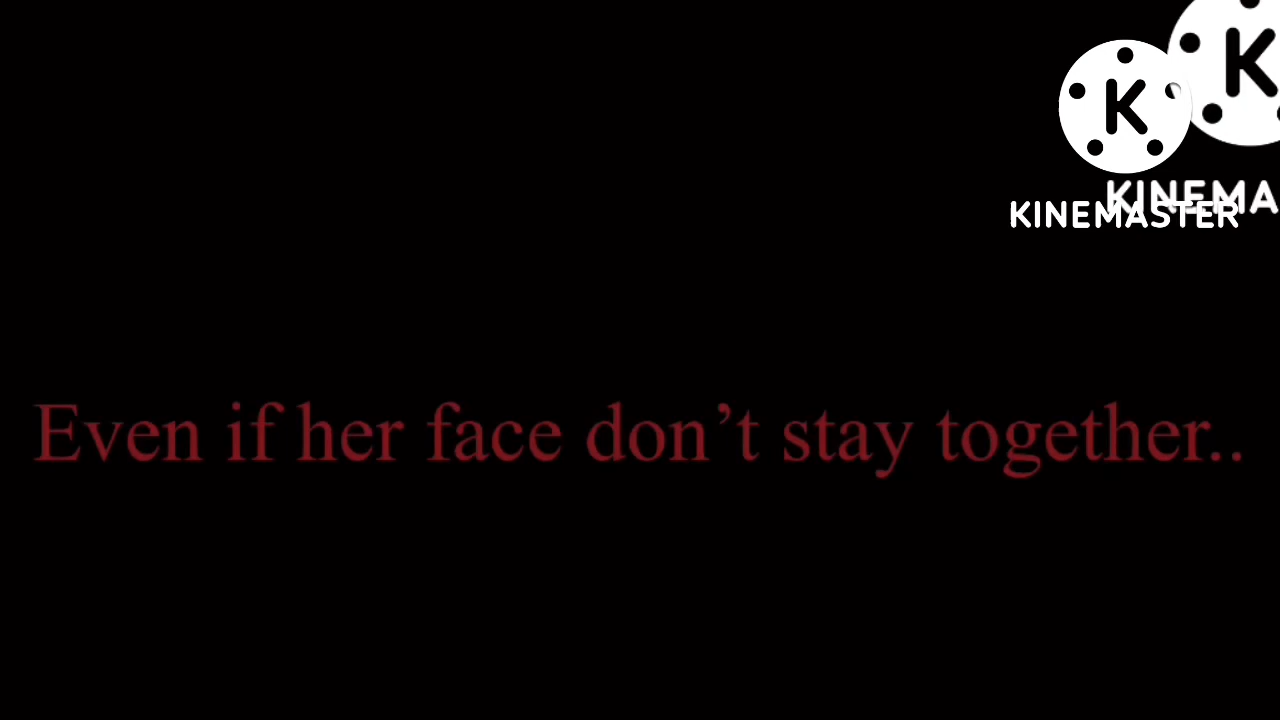 K
K
KINEMA
KINEMASTER
Even if her face don’t stay together..